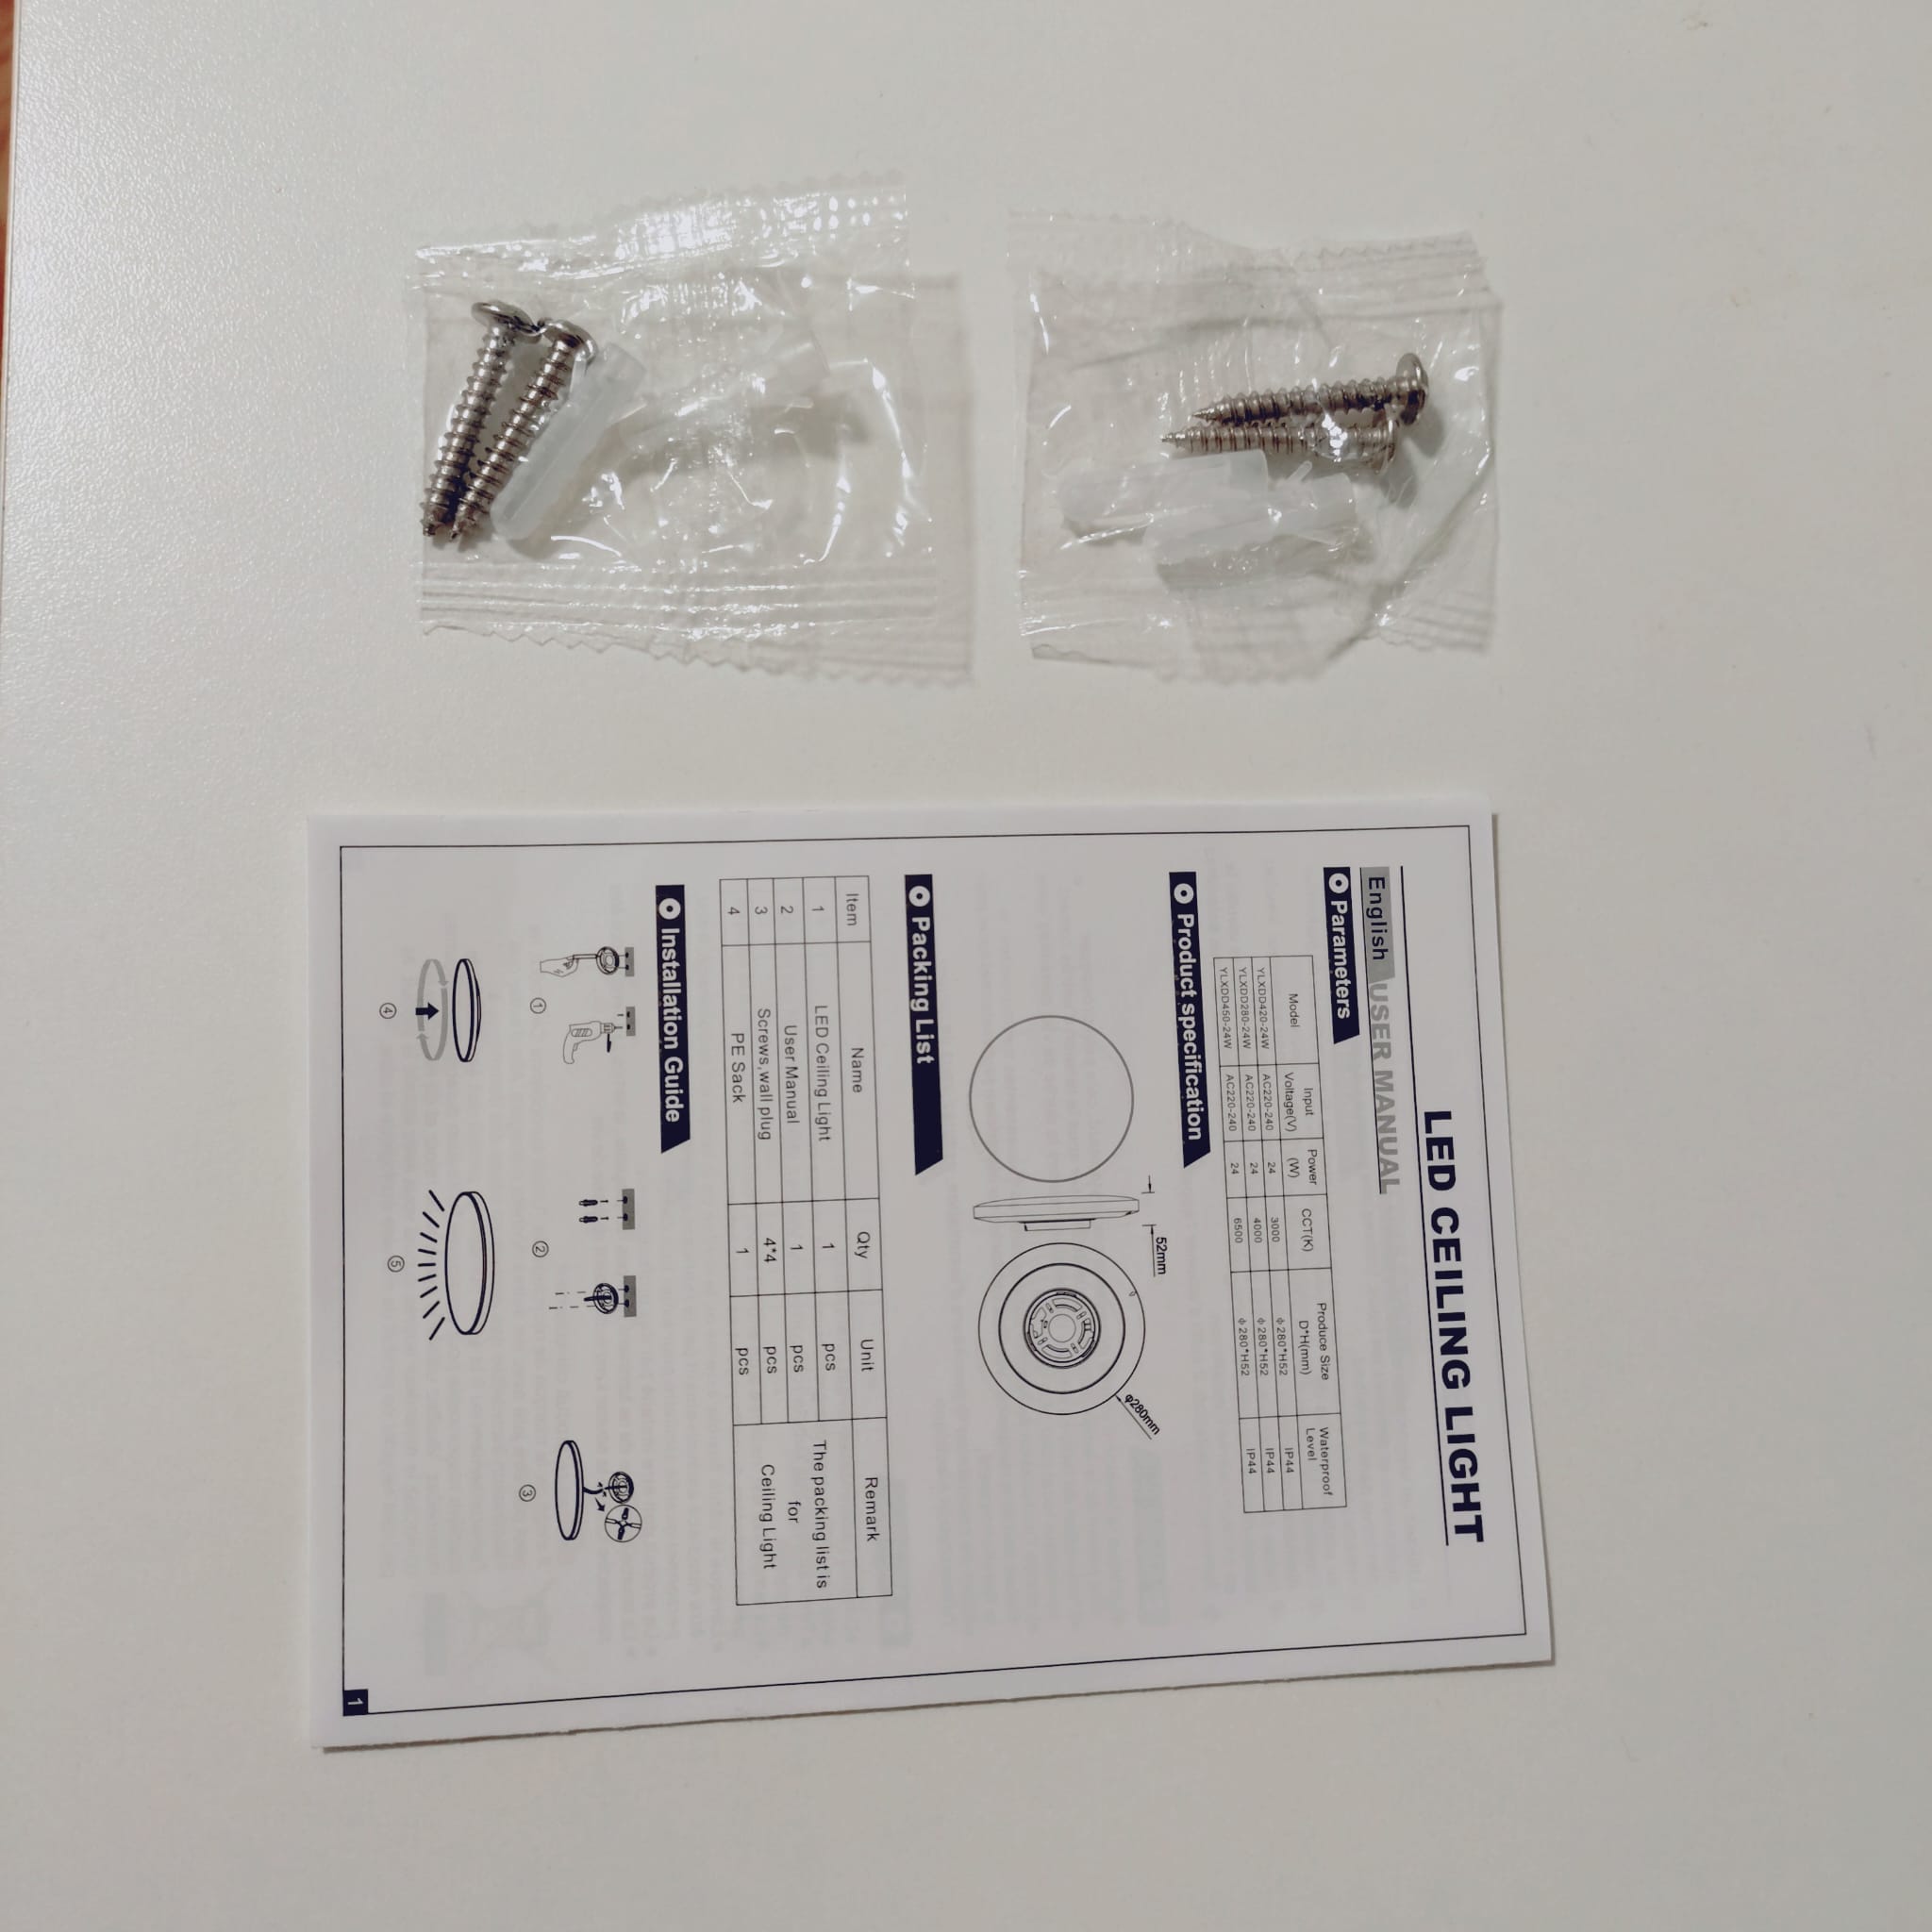 LED CEILING LIGHT
English USER MANUAL
Parameters
Model Input Voltage(V) Power (W) CCT(K) Produce Size D*H(mm) Waterproof Level
YLXDD420-24W AC220-240 24 3000 ϕ280*H52 IP44
YLXDD280-24W AC220-240 24 4000 ϕ280*H52 IP44
YLXDD450-24W AC220-240 24 6500 ϕ280*H52 IP44
Product specification
52mm
ϕ280mm
Packing List
Item Name Qty Unit Remark
1 LED Ceiling Light 1 pcs The packing list is
2 User Manual 1 pcs for
3 Screws,wall plug 4*4 pcs Ceiling Light
4 PE Sack 1 pcs
Installation Guide
① ② ③
④ ⑤
1